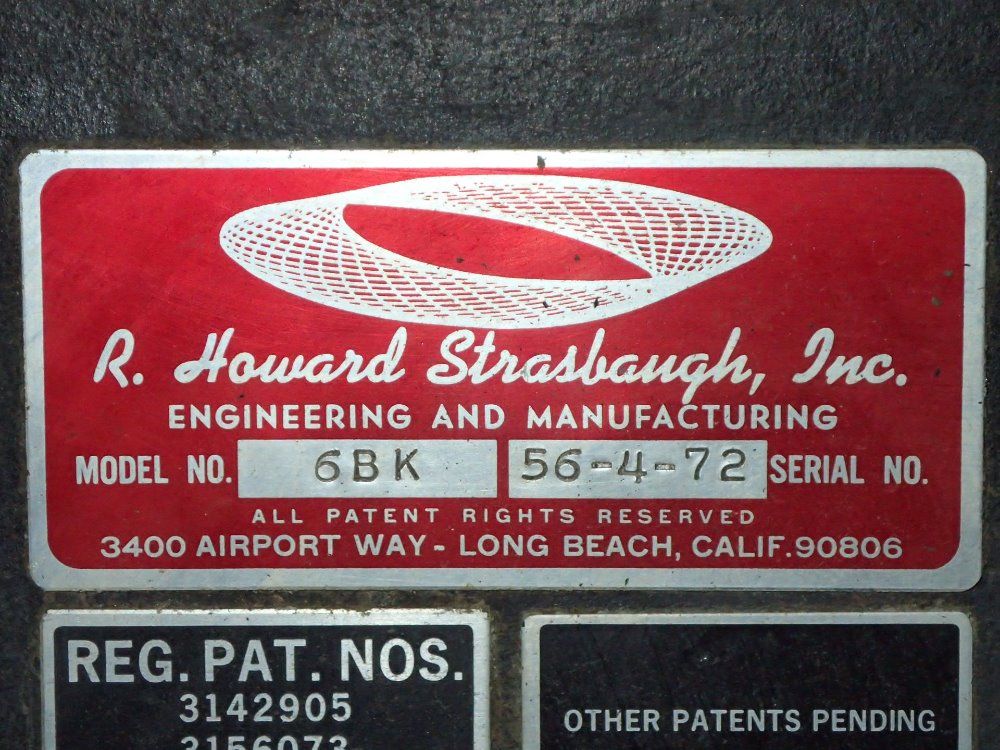 R. Howard Strasbaugh, Inc.
ENGINEERING AND MANUFACTURING
MODEL NO. 6BK 56-4-72 SERIAL NO.
ALL PATENT RIGHTS RESERVED
3400 AIRPORT WAY - LONG BEACH, CALIF. 90806
REG. PAT. NOS.
3142905
3156073
OTHER PATENTS PENDING